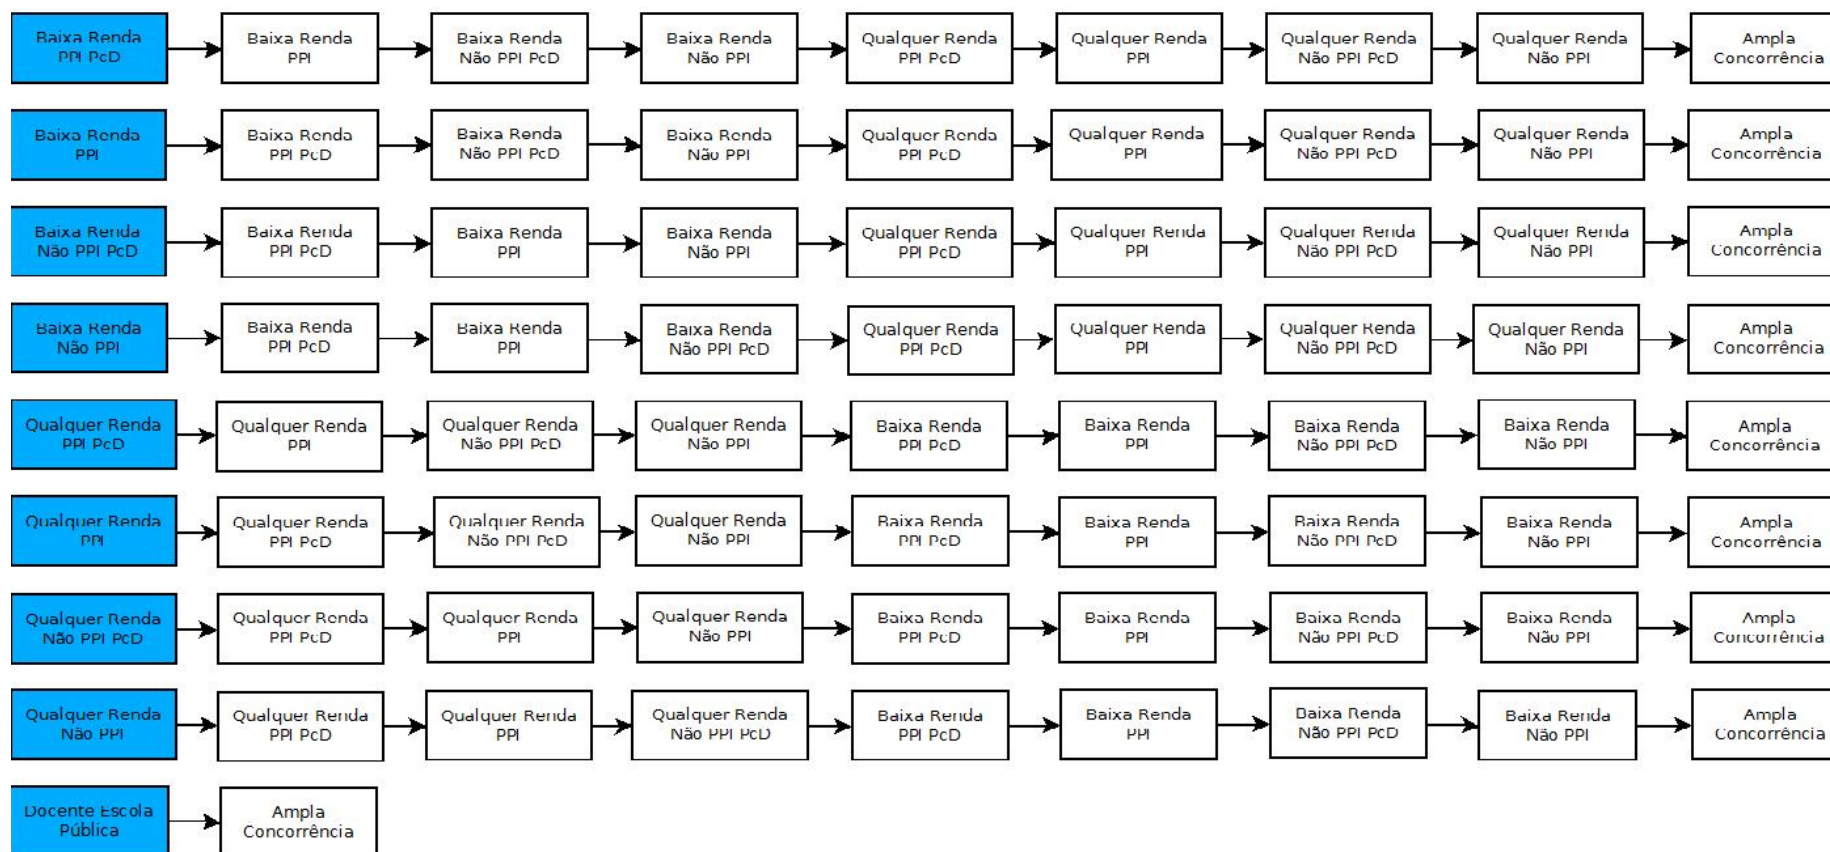 Baixa Renda
PPI PcD
Baixa Renda
PPI
Baixa Renda
Não PPI PcD
Baixa Renda
Não PPI
Qualquer Renda
PPI PcD
Qualquer Renda
PPI
Qualquer Renda
Não PPI PcD
Qualquer Renda
Não PPI
Ampla
Concorrência
Baixa Renda
PPI
Baixa Renda
PPI PcD
Baixa Renda
Não PPI PcD
Baixa Renda
Não PPI
Qualquer Renda
PPI PcD
Qualquer Renda
PPI
Qualquer Renda
Não PPI PcD
Qualquer Renda
Não PPI
Ampla
Concorrência
Baixa Renda
Não PPI PcD
Baixa Renda
PPI PcD
Baixa Renda
PPI
Baixa Renda
Não PPI
Qualquer Renda
PPI PcD
Qualquer Renda
PPI
Qualquer Renda
Não PPI PcD
Qualquer Renda
Não PPI
Ampla
Concorrência
Baixa Renda
Não PPI
Baixa Renda
PPI PcD
Baixa Renda
PPI
Baixa Renda
Não PPI PcD
Qualquer Renda
PPI PcD
Qualquer Renda
PPI
Qualquer Renda
Não PPI PcD
Qualquer Renda
Não PPI
Ampla
Concorrência
Qualquer Renda
PPI PcD
Qualquer Renda
PPI
Qualquer Renda
Não PPI PcD
Qualquer Renda
Não PPI
Baixa Renda
PPI PcD
Baixa Renda
PPI
Baixa Renda
Não PPI PcD
Baixa Renda
Não PPI
Ampla
Concorrência
Qualquer Renda
PPI
Qualquer Renda
PPI PcD
Qualquer Renda
Não PPI PcD
Qualquer Renda
Não PPI
Baixa Renda
PPI PcD
Baixa Renda
PPI
Baixa Renda
Não PPI PcD
Baixa Renda
Não PPI
Ampla
Concorrência
Qualquer Renda
Não PPI PcD
Qualquer Renda
PPI PcD
Qualquer Renda
PPI
Qualquer Renda
Não PPI
Baixa Renda
PPI PcD
Baixa Renda
PPI
Baixa Renda
Não PPI PcD
Baixa Renda
Não PPI
Ampla
Concorrência
Qualquer Renda
Não PPI
Qualquer Renda
PPI PcD
Qualquer Renda
PPI
Qualquer Renda
Não PPI PcD
Baixa Renda
PPI PcD
Baixa Renda
PPI
Baixa Renda
Não PPI PcD
Baixa Renda
Não PPI
Ampla
Concorrência
Docente Escola
Pública
Ampla
Concorrência